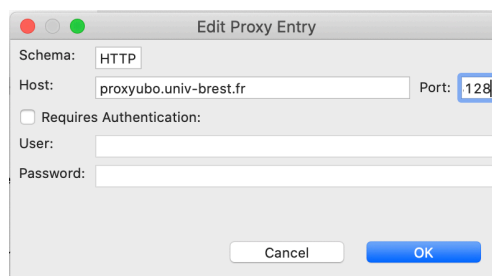 Edit Proxy Entry
Schema: HTTP
Host: proxyubo.univ-brest.fr Port: 128
Requires Authentication:
User:
Password:
Cancel OK